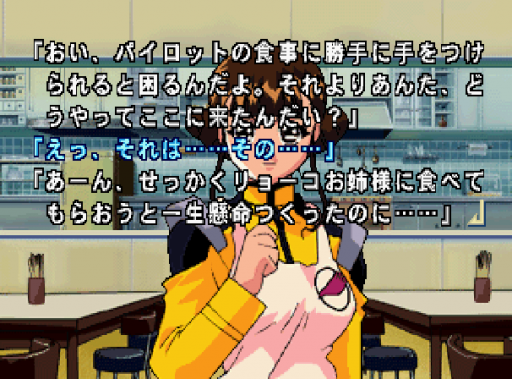 「おい、パイロットの食事に勝手に手をつけ
られると困るんだよ。それよりあんた、ど
うやってここに来たんだい？」
「えっ、それは……その……」
「あーん、せっかくリョーコお姉様に食べて
もらおうと一生懸命つくったのに……」